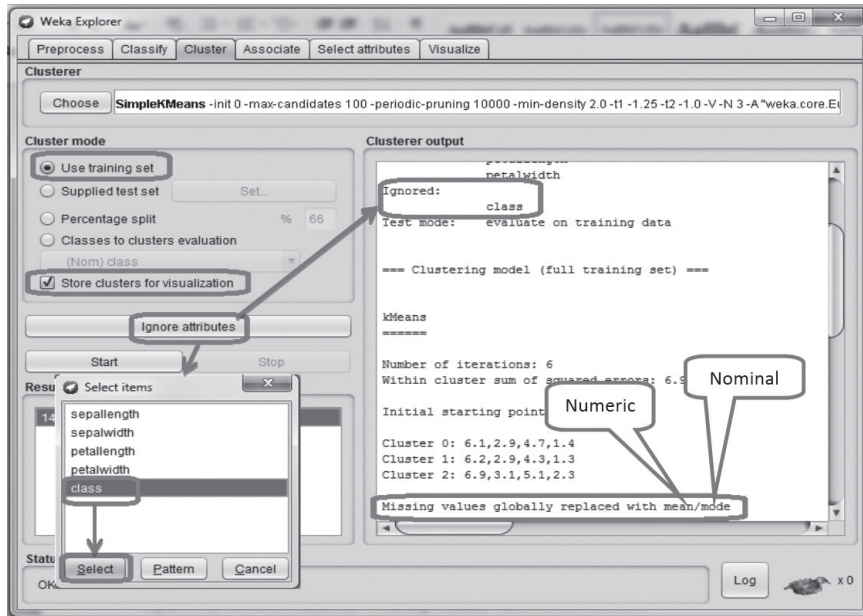 Weka Explorer
Preprocess Classify Cluster Associate Select attributes Visualize
Clusterer
Choose SimpleKMeans -init 0 -max-candidates 100 -periodic-pruning 10000 -min-density 2.0 -t1 -1.25 -t2 -1.0 -V -N 3 -A "weka.core.Eu
Cluster mode
Use training set
Supplied test set Set...
Percentage split % 66
Classes to clusters evaluation
(Nom) class
Store clusters for visualization
Ignore attributes
Start Stop
Resu
14
Select items
sepallength
sepalwidth
petallength
petalwidth
class
Select Pattern Cancel
Clusterer output
petallength
petalwidth
Ignored:
class
Test mode: evaluate on training data
=== Clustering model (full training set) ===
kMeans
======
Number of iterations: 6
Within cluster sum of squared errors: 6.9
Initial starting point
Cluster 0: 6.1,2.9,4.7,1.4
Cluster 1: 6.2,2.9,4.3,1.3
Cluster 2: 6.9,3.1,5.1,2.3
Missing values globally replaced with mean/mode
Numeric
Nominal
Statu
OK
Log x 0